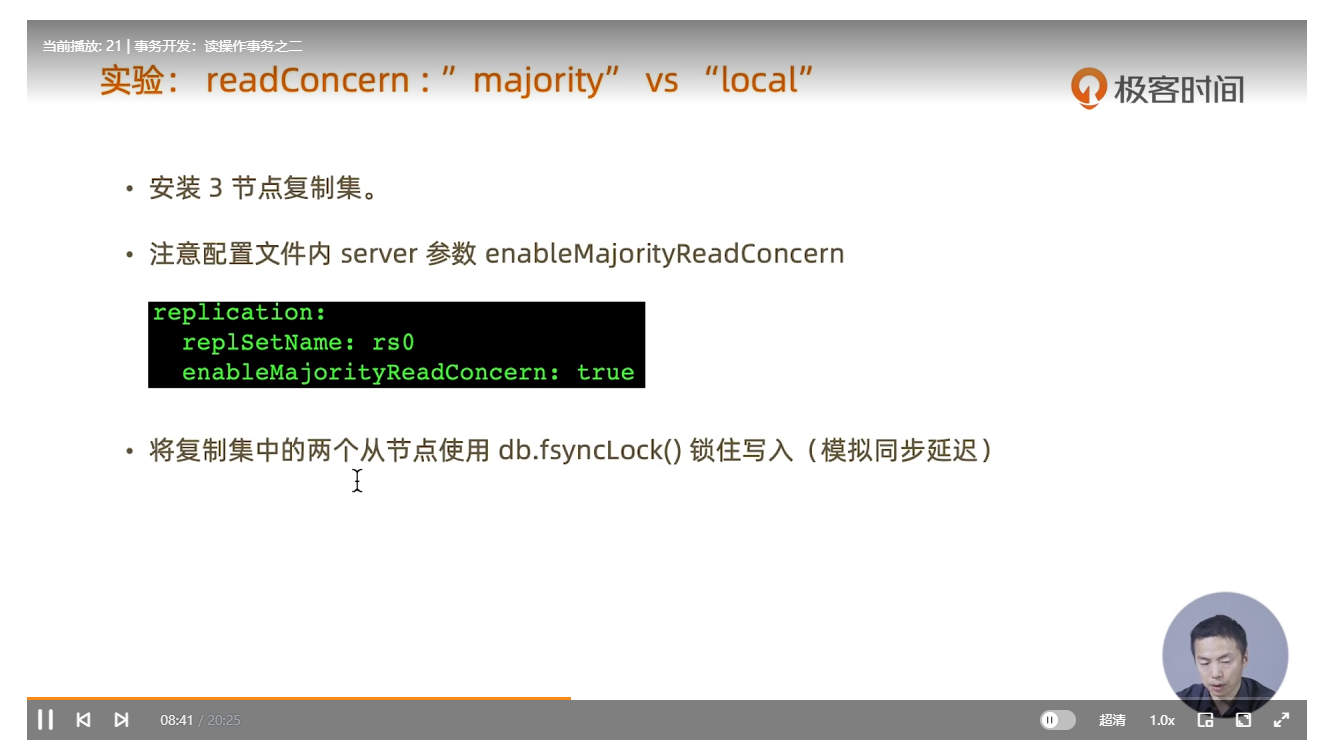 当前播放: 21 | 事务开发：读操作事务之二
实验： readConcern : ” majority” vs “local”
极客时间
• 安装 3 节点复制集。
• 注意配置文件内 server 参数 enableMajorityReadConcern
replication:
  replSetName: rs0
  enableMajorityReadConcern: true
• 将复制集中的两个从节点使用 db.fsyncLock() 锁住写入（模拟同步延迟）
08:41 / 20:25
超清 1.0x